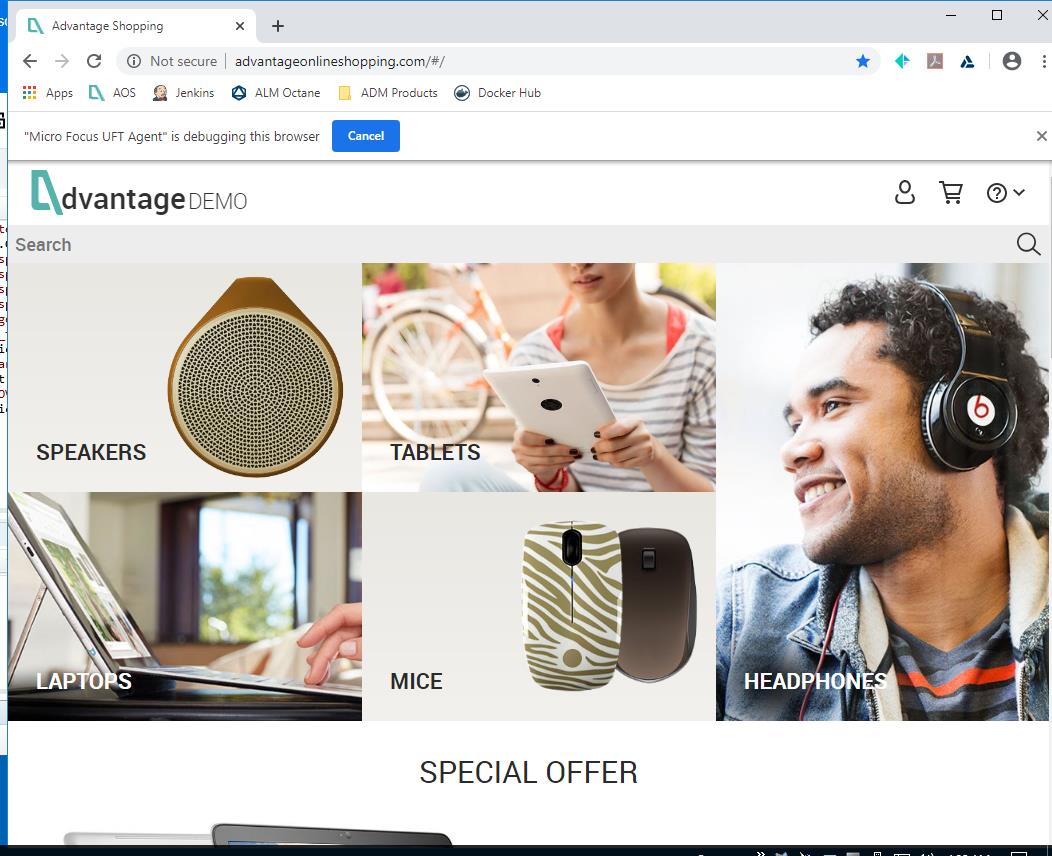 Advantage Shopping
Not secure advantageonlineshopping.com/#/
Apps AOS Jenkins ALM Octane ADM Products Docker Hub
"Micro Focus UFT Agent" is debugging this browser Cancel
dvantage DEMO
Search
SPEAKERS
TABLETS
LAPTOPS
MICE
HEADPHONES
SPECIAL OFFER